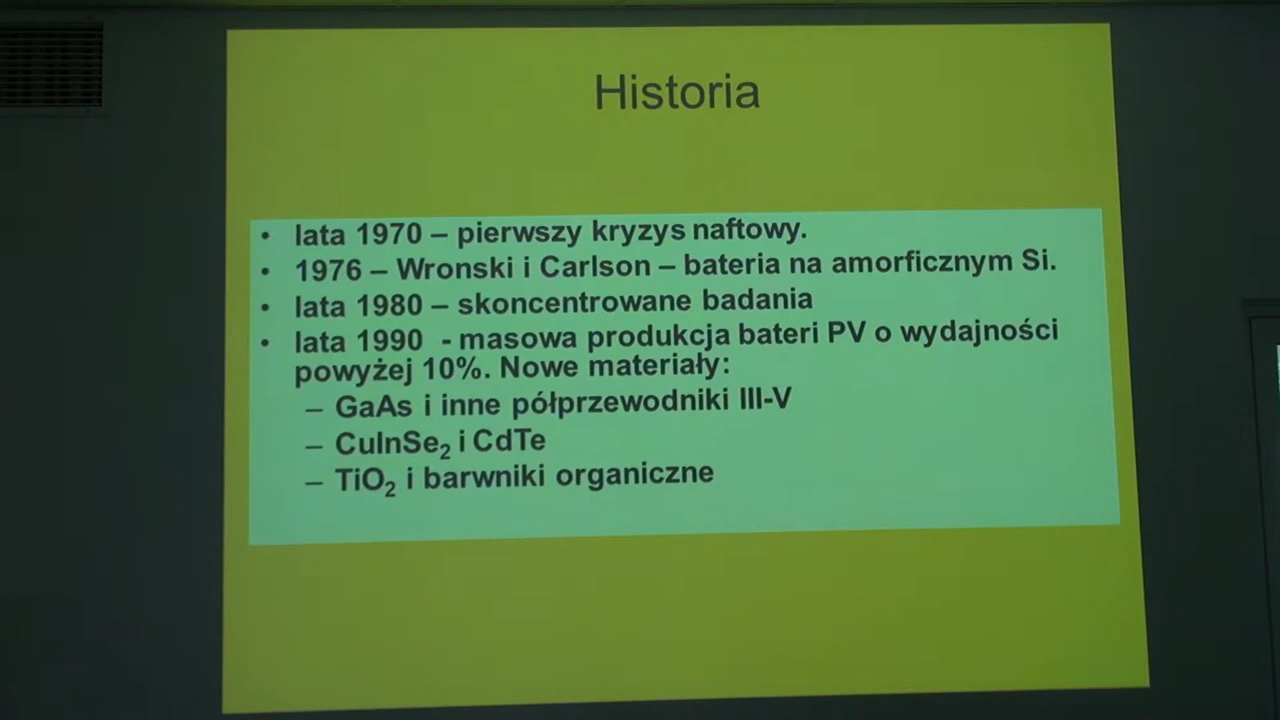 Historia
• lata 1970 – pierwszy kryzys naftowy.
• 1976 – Wronski i Carlson – bateria na amorficznym Si.
• lata 1980 – skoncentrowane badania
• lata 1990 - masowa produkcja bateri PV o wydajności
powyżej 10%. Nowe materiały:
– GaAs i inne półprzewodniki III-V
– CuInSe₂ i CdTe
– TiO₂ i barwniki organiczne